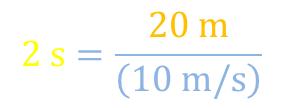 2 s = 20 m / (10 m/s)